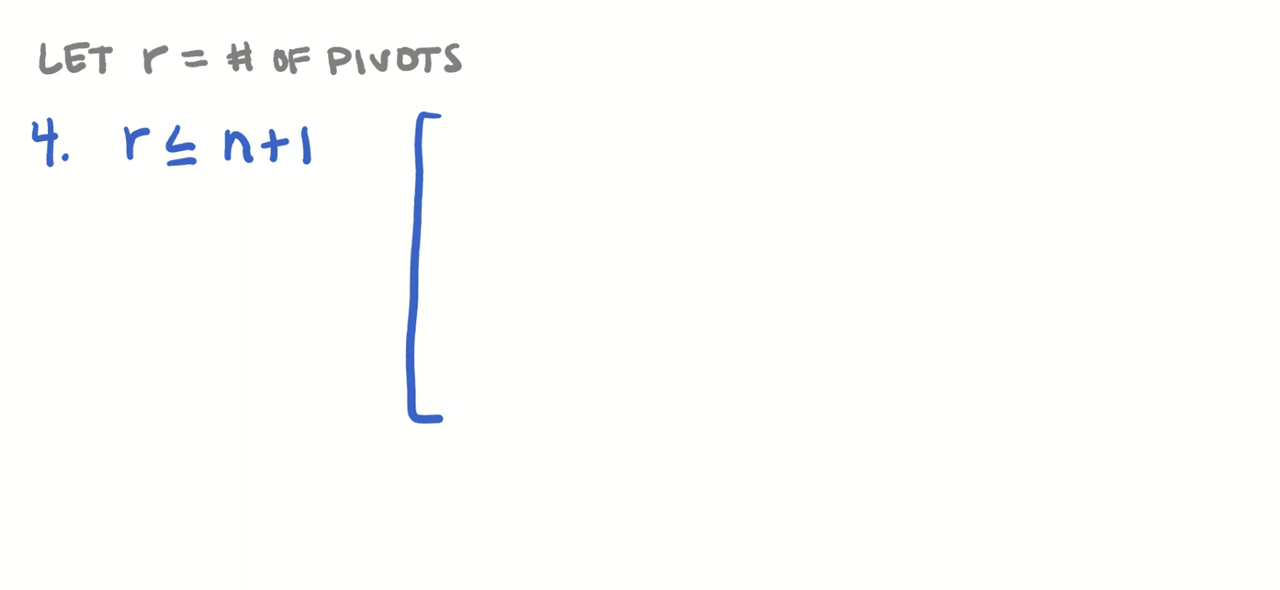 LET r = # OF PIVOTS
4. r ≤ n+1 [